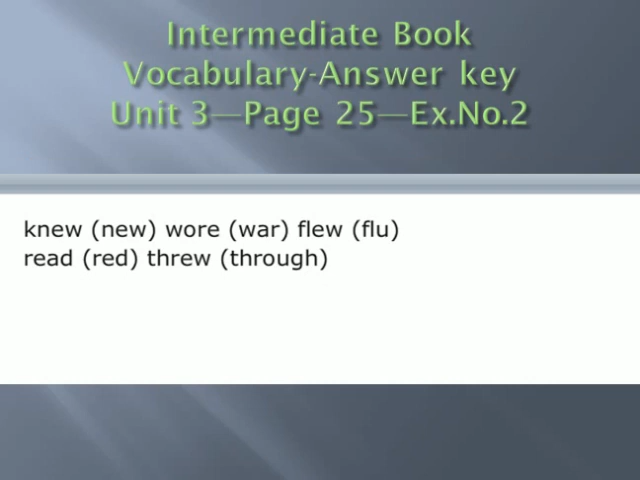 Intermediate Book
Vocabulary-Answer key
Unit 3—Page 25—Ex.No.2
knew (new) wore (war) flew (flu)
read (red) threw (through)